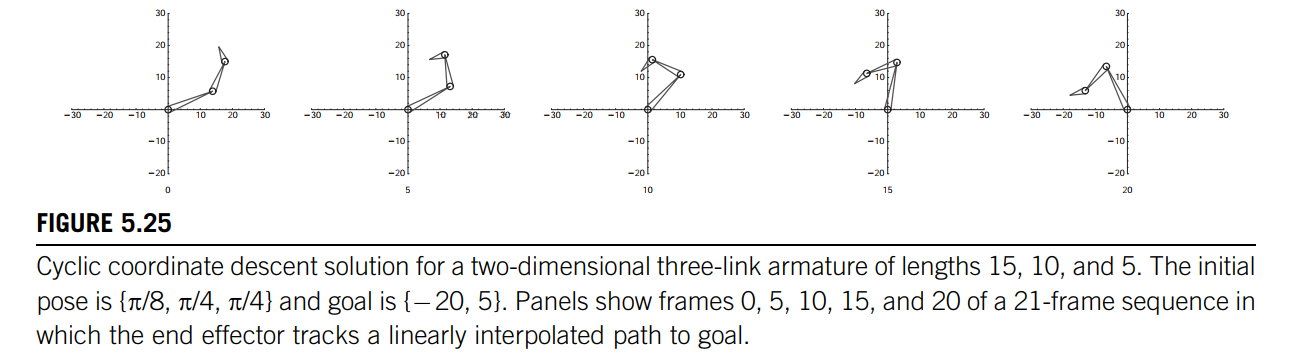 30 30 30 30 30
20 20 20 20 20
10 10 10 10 10
−30 −20 −10 10 20 30 −30 −20 −10 10 20 30 −30 −20 −10 10 20 30 −30 −20 −10 10 20 30 −30 −20 −10 10 20 30
−10 −10 −10 −10 −10
−20 −20 −20 −20 −20
0 5 10 15 20
FIGURE 5.25
Cyclic coordinate descent solution for a two-dimensional three-link armature of lengths 15, 10, and 5. The initial
pose is {π/8, π/4, π/4} and goal is {−20, 5}. Panels show frames 0, 5, 10, 15, and 20 of a 21-frame sequence in
which the end effector tracks a linearly interpolated path to goal.